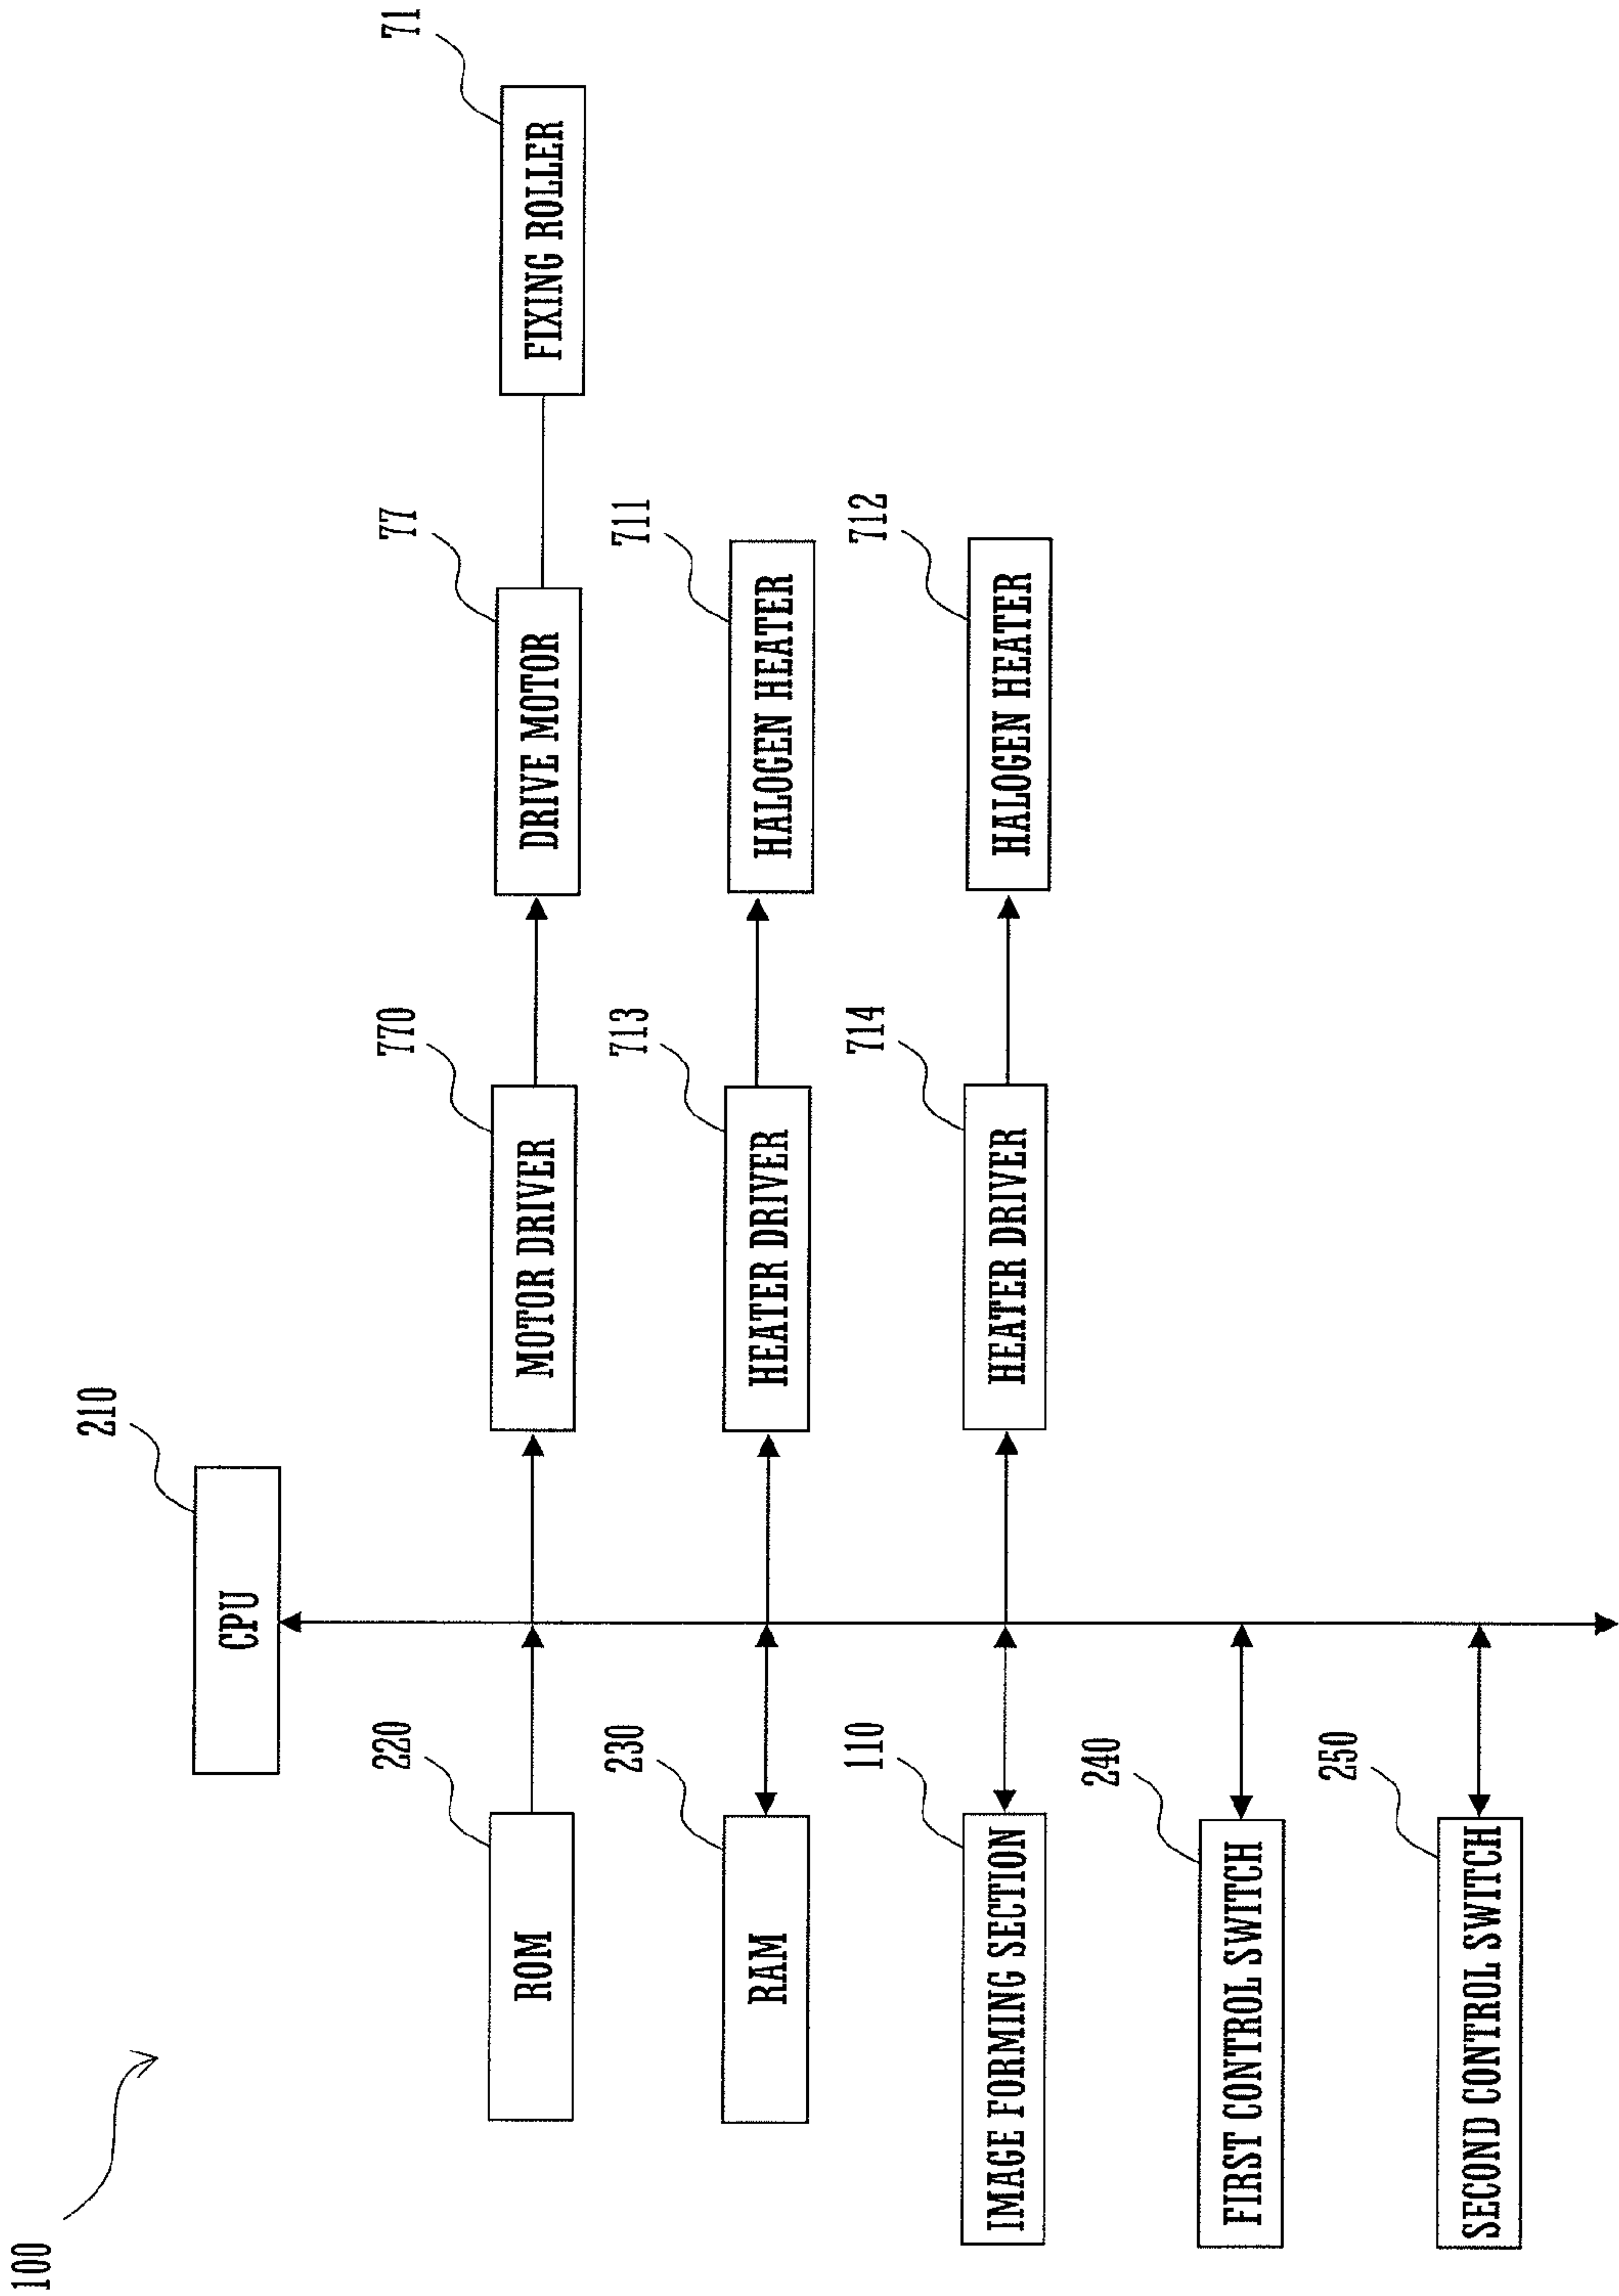 100
CPU
210
ROM
220
MOTOR DRIVER
770
DRIVE MOTOR
77
FIXING ROLLER
71
RAM
230
HEATER DRIVER
713
HALOGEN HEATER
711
IMAGE FORMING SECTION
110
HEATER DRIVER
714
HALOGEN HEATER
712
FIRST CONTROL SWITCH
240
SECOND CONTROL SWITCH
250